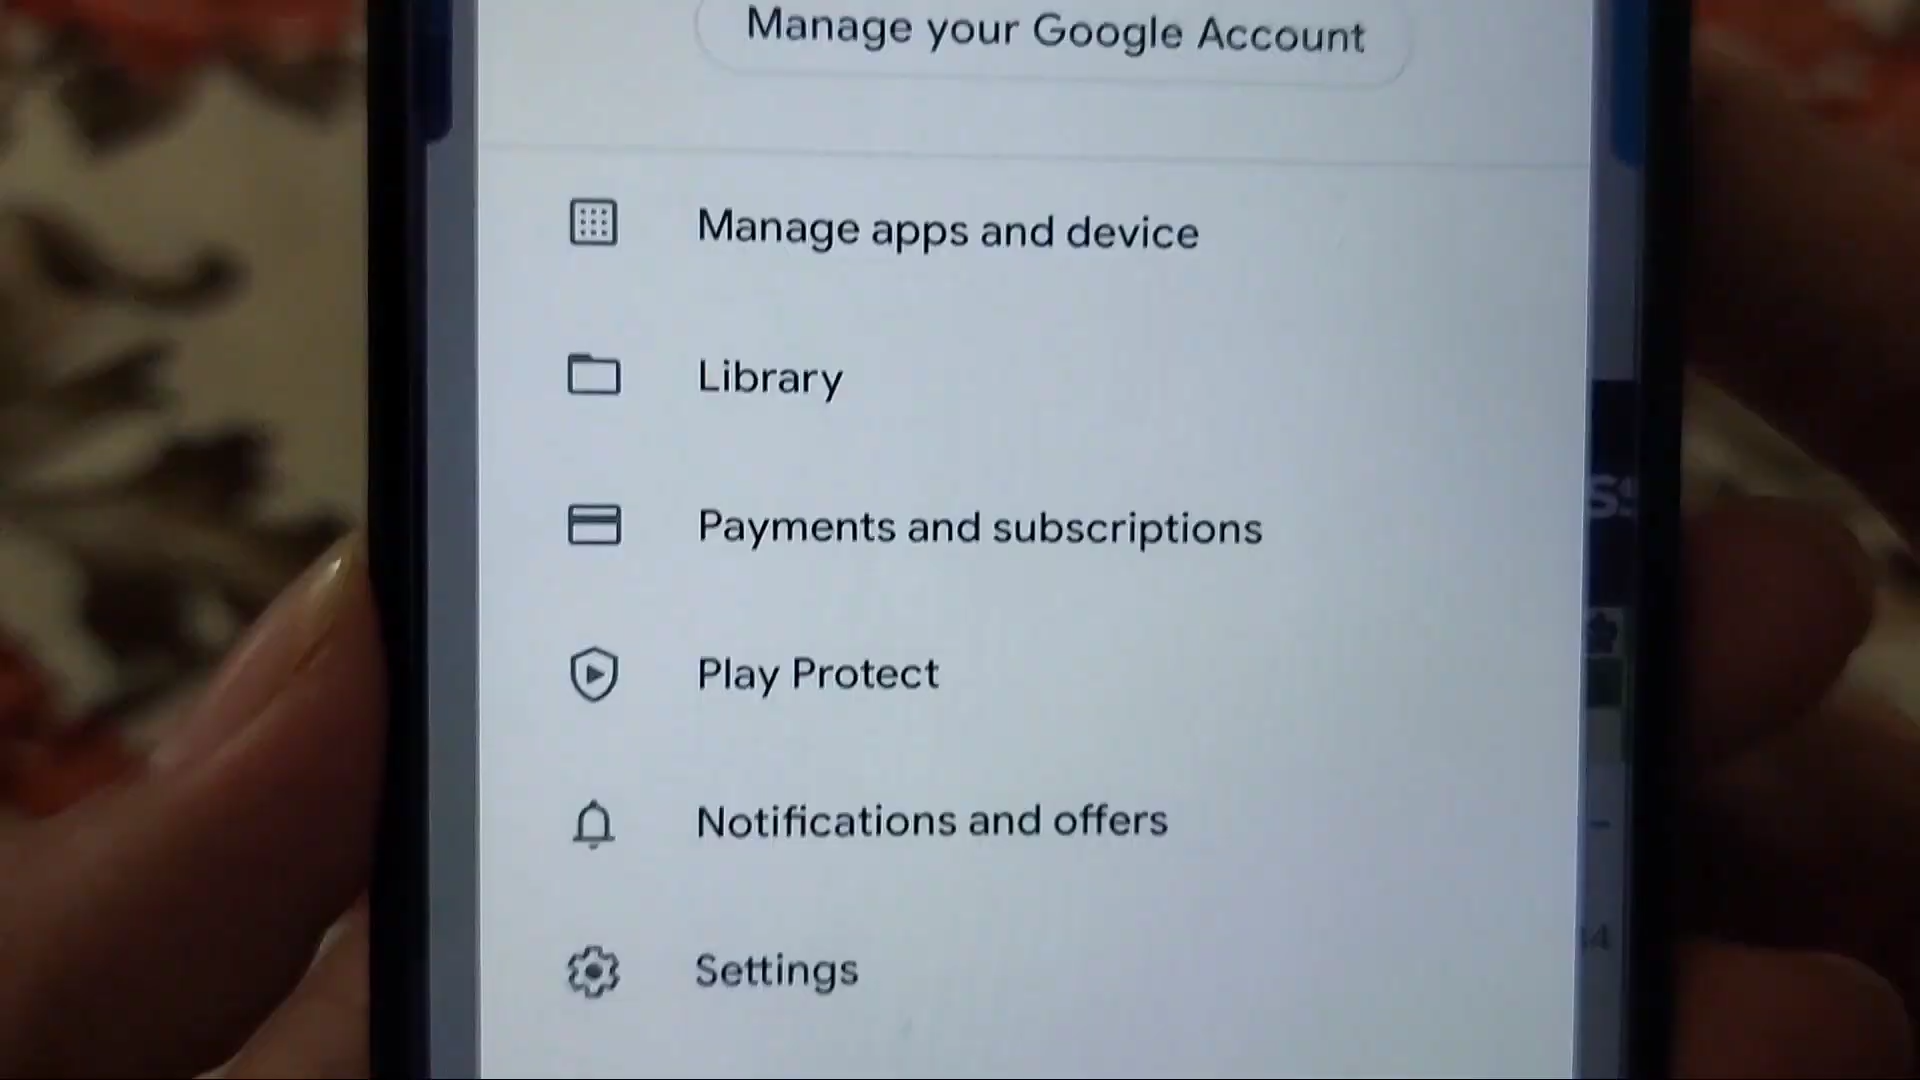 Manage your Google Account
Manage apps and device
Library
Payments and subscriptions
Play Protect
Notifications and offers
Settings